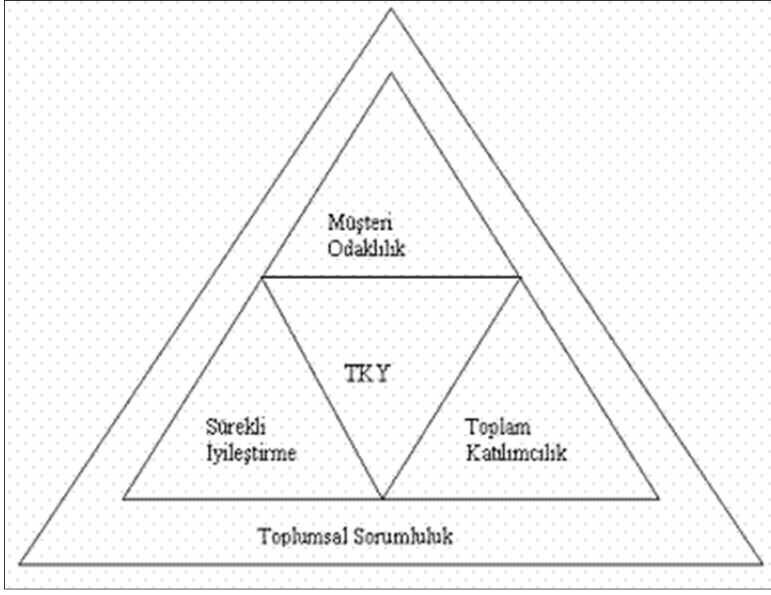 Müşteri
Odaklılık
TKY
Sürekli
İyileştirme
Toplam
Katılımcılık
Toplumsal Sorumluluk